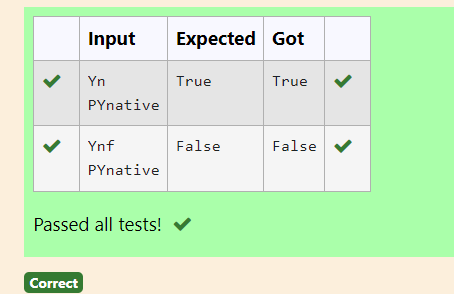 Input Expected Got
Yn True True
PYnative
Ynf False False
PYnative
Passed all tests!
Correct